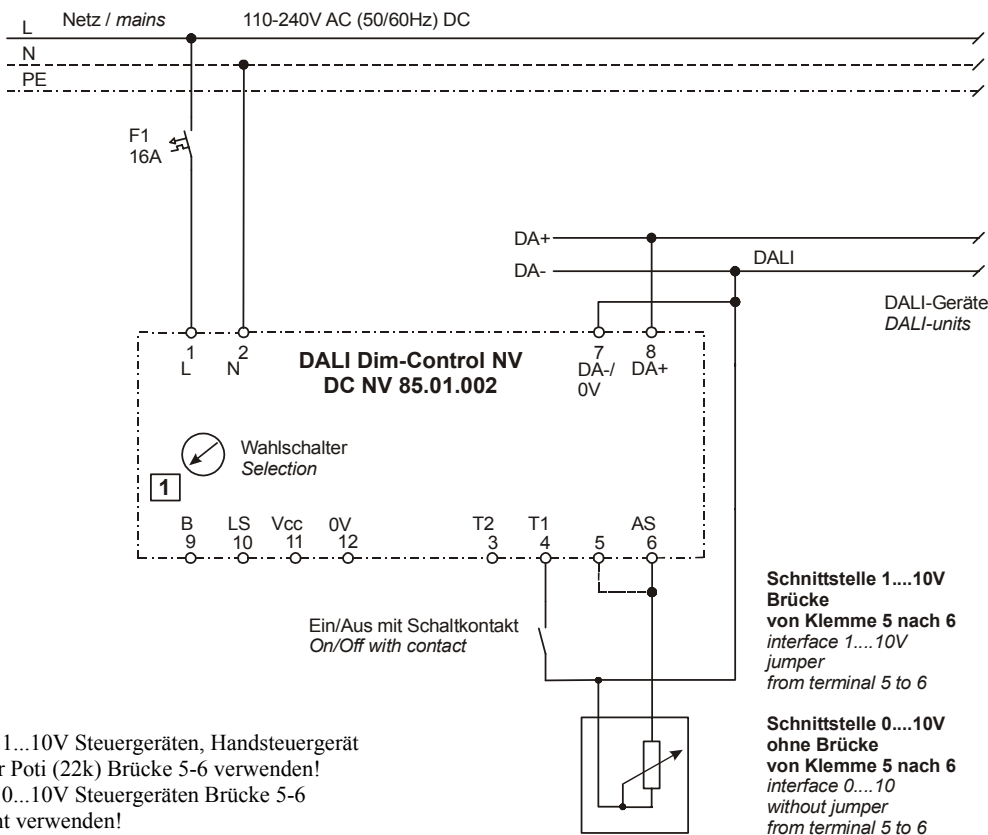 L
Netz / mains
110-240V AC (50/60Hz) DC
N
PE
F1
16A
DA+
DA-
DALI
DALI-Geräte
DALI-units
1
L
2
N
DALI Dim-Control NV
DC NV 85.01.002
7
DA-/
0V
8
DA+
Wahlschalter
Selection
1
B
9
LS
10
Vcc
11
0V
12
T2
3
T1
4
5
AS
6
Ein/Aus mit Schaltkontakt
On/Off with contact
Schnittstelle 1....10V
Brücke
von Klemme 5 nach 6
interface 1....10V
jumper
from terminal 5 to 6
Schnittstelle 0....10V
ohne Brücke
von Klemme 5 nach 6
interface 0....10
without jumper
from terminal 5 to 6
1...10V Steuergeräten, Handsteuergerät
r Poti (22k) Brücke 5-6 verwenden!
0...10V Steuergeräten Brücke 5-6
nt verwenden!